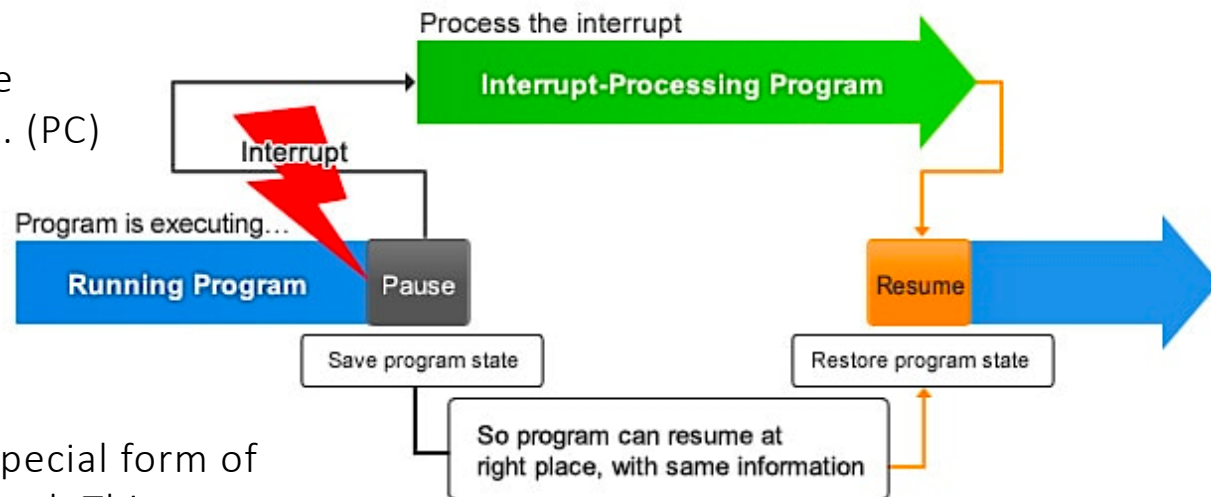 Process the interrupt
e
. (PC)
Interrupt-Processing Program
Interrupt
Program is executing...
Running Program
Pause
Resume
Save program state
Restore program state
So program can resume at
right place, with same information
pecial form of